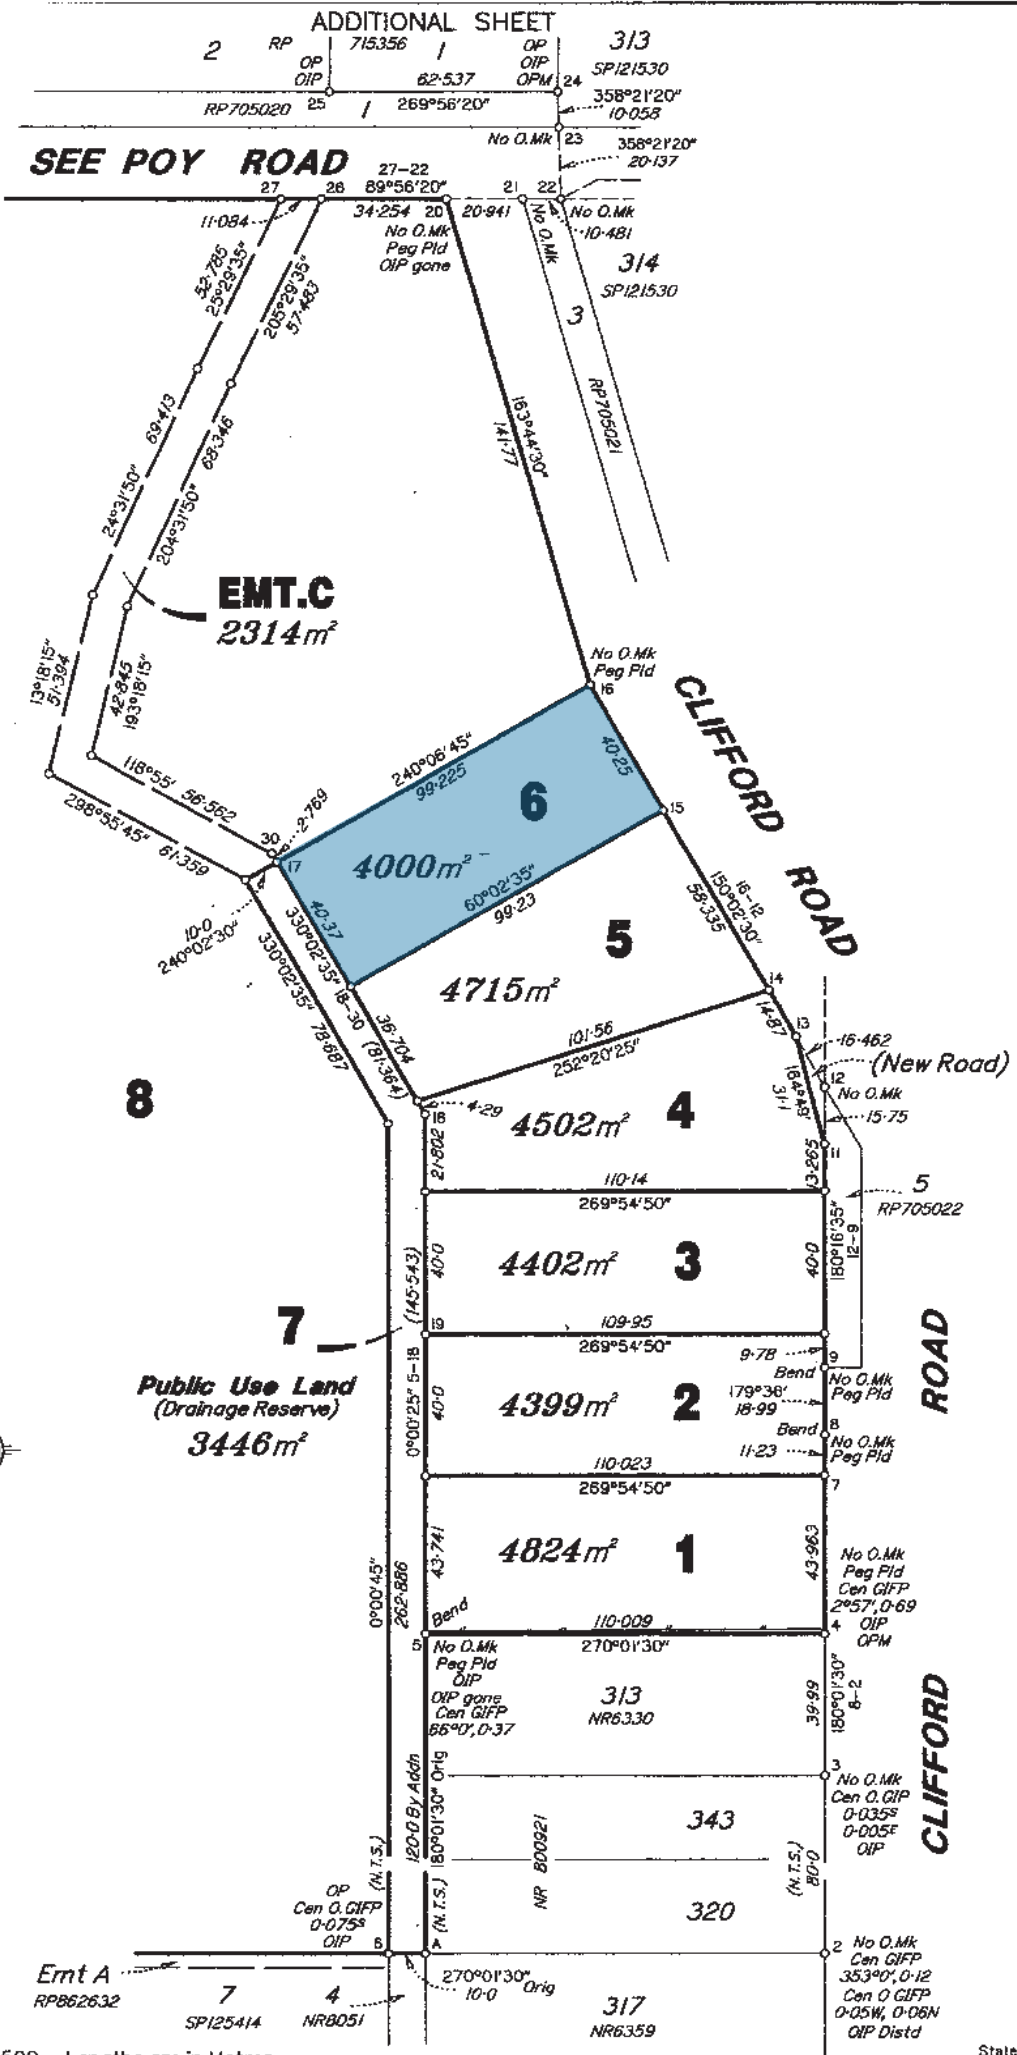 ADDITIONAL SHEET
2
RP 715356
1
OP
OIP
62·537
OP
OIP
OPM
24
313
SP121530
358°21'20"
10·058
RP705020
25
1
269°56'20"
No O.Mk
23
358°21'20"
20·137
SEE POY ROAD
27-22
89°56'20"
27
26
11·084
34·254
20
20·941
21
22
No O.Mk
No O.Mk
10·481
No O.Mk
Peg Pld
OIP gone
314
SP121530
3
RP705021
52·785
25°29'35"
205°29'35"
57·483
163°44'30"
141·77
69·413
24°31'50"
68·346
204°31'50"
EMT.C
2314m²
13°18'15"
51·394
42·845
193°18'15"
No O.Mk
Peg Pld
16
CLIFFORD ROAD
118°55' 56·562
298°55'45" 61·359
30
2·769
17
240°06'45"
99·225
40·25
6
4000m²
15
60°02'35"
99·23
40·37
330°02'35" 18-30
10·0
240°02'30"
330°02'35" 78·687
5
4715m²
16-12
150°02'30"
58·335
36·704
(81·364)
14
14·87
13
16·462
(New Road)
101·56
252°20'25"
164°48'
31·1
12
No O.Mk
15·75
8
4·29
18
4
4502m²
11
13·265
21·802
110·14
269°54'50"
5
RP705022
180°16'35"
12-9
3
4402m²
40·0
40·0
(145·543)
7
19
109·95
269°54'50"
9·78
9
Bend
No O.Mk
Peg Pld
ROAD
Public Use Land
(Drainage Reserve)
3446m²
0°00'25" 5-18
40·0
2
4399m²
179°38'
18·99
Bend
8
No O.Mk
Peg Pld
11·23
110·023
269°54'50"
7
1
4824m²
43·741
43·963
0°00'45"
262·886
Bend
No O.Mk
Peg Pld
Cen GIFP
2°57',0·69
OIP
OPM
4
110·009
270°01'30"
5
No O.Mk
Peg Pld
OIP
OIP gone
Cen GIFP
66°0',0·37
313
NR6330
39·99
180°01'30"
8-2
CLIFFORD
3
No O.Mk
Cen O.GIP
0·035S
0·005E
OIP
120·0 By Addn
180°01'30" Orig
343
NR 800921
(N.T.S.)
(N.T.S.)
(N.T.S.)
80·0
320
OP
Cen O.GIFP
0·075S
OIP
6
A
2
No O.Mk
Cen GIFP
353°0',0·12
Cen O GIFP
0·05W, 0·06N
OIP Distd
Emt A
RP862632
270°01'30" Orig
10·0
7
SP125414
4
NR8051
317
NR6359
State